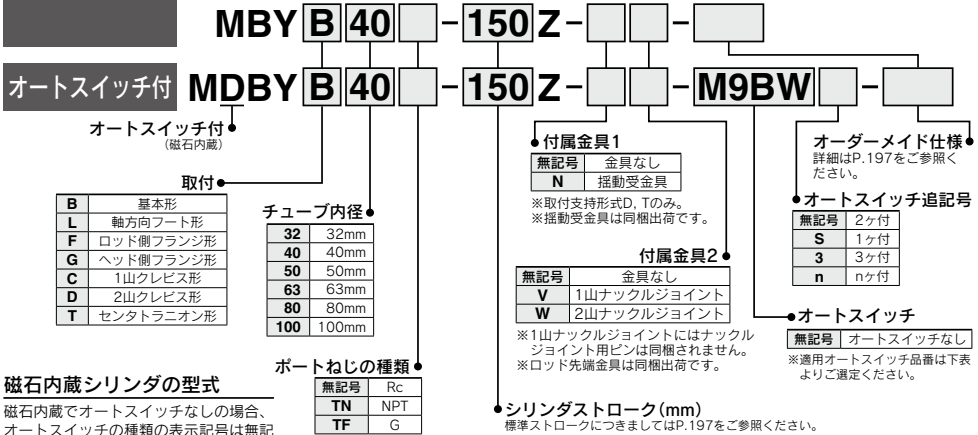 MBY B 40 - 150 Z - -
オートスイッチ付 MDBY B 40 - 150 Z - - M9BW -
オートスイッチ付
(磁石内蔵)
取付
B 基本形
L 軸方向フート形
F ロッド側フランジ形
G ヘッド側フランジ形
C 1山クレビス形
D 2山クレビス形
T センタトラニオン形
チューブ内径
32 32mm
40 40mm
50 50mm
63 63mm
80 80mm
100 100mm
ポートねじの種類
無記号 Rc
TN NPT
TF G
付属金具1
無記号 金具なし
N 揺動受金具
※取付支持形式D, Tのみ。
※揺動受金具は同梱出荷です。
付属金具2
無記号 金具なし
V 1山ナックルジョイント
W 2山ナックルジョイント
※1山ナックルジョイントにはナックル
ジョイント用ピンは同梱されません。
※ロッド先端金具は同梱出荷です。
オーダーメイド仕様
詳細はP.197をご参照く
ださい。
オートスイッチ追記号
無記号 2ヶ付
S 1ヶ付
3 3ヶ付
n nヶ付
オートスイッチ
無記号 オートスイッチなし
※適用オートスイッチ品番は下表
よりご選定ください。
シリンダストローク(mm)
標準ストロークにつきましてはP.197をご参照ください。
磁石内蔵シリンダの型式
磁石内蔵でオートスイッチなしの場合、
オートスイッチの種類の表示記号は無記